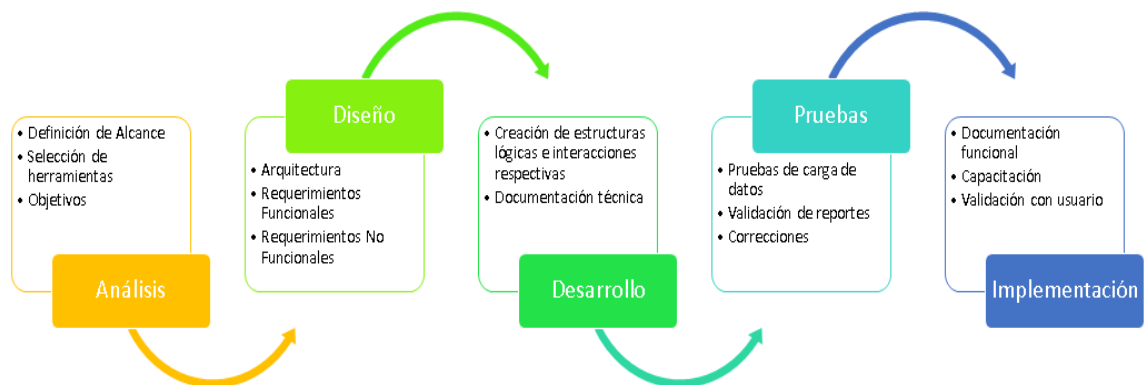 • Definición de Alcance
• Selección de
herramientas
• Objetivos
Análisis
Diseño
• Arquitectura
• Requerimientos
Funcionales
• Requerimientos No
Funcionales
• Creación de estructuras
lógicas e interacciones
respectivas
• Documentación técnica
Desarrollo
Pruebas
• Pruebas de carga de
datos
• Validación de reportes
• Correcciones
• Documentación
funcional
• Capacitación
• Validación con usuario
Implementación